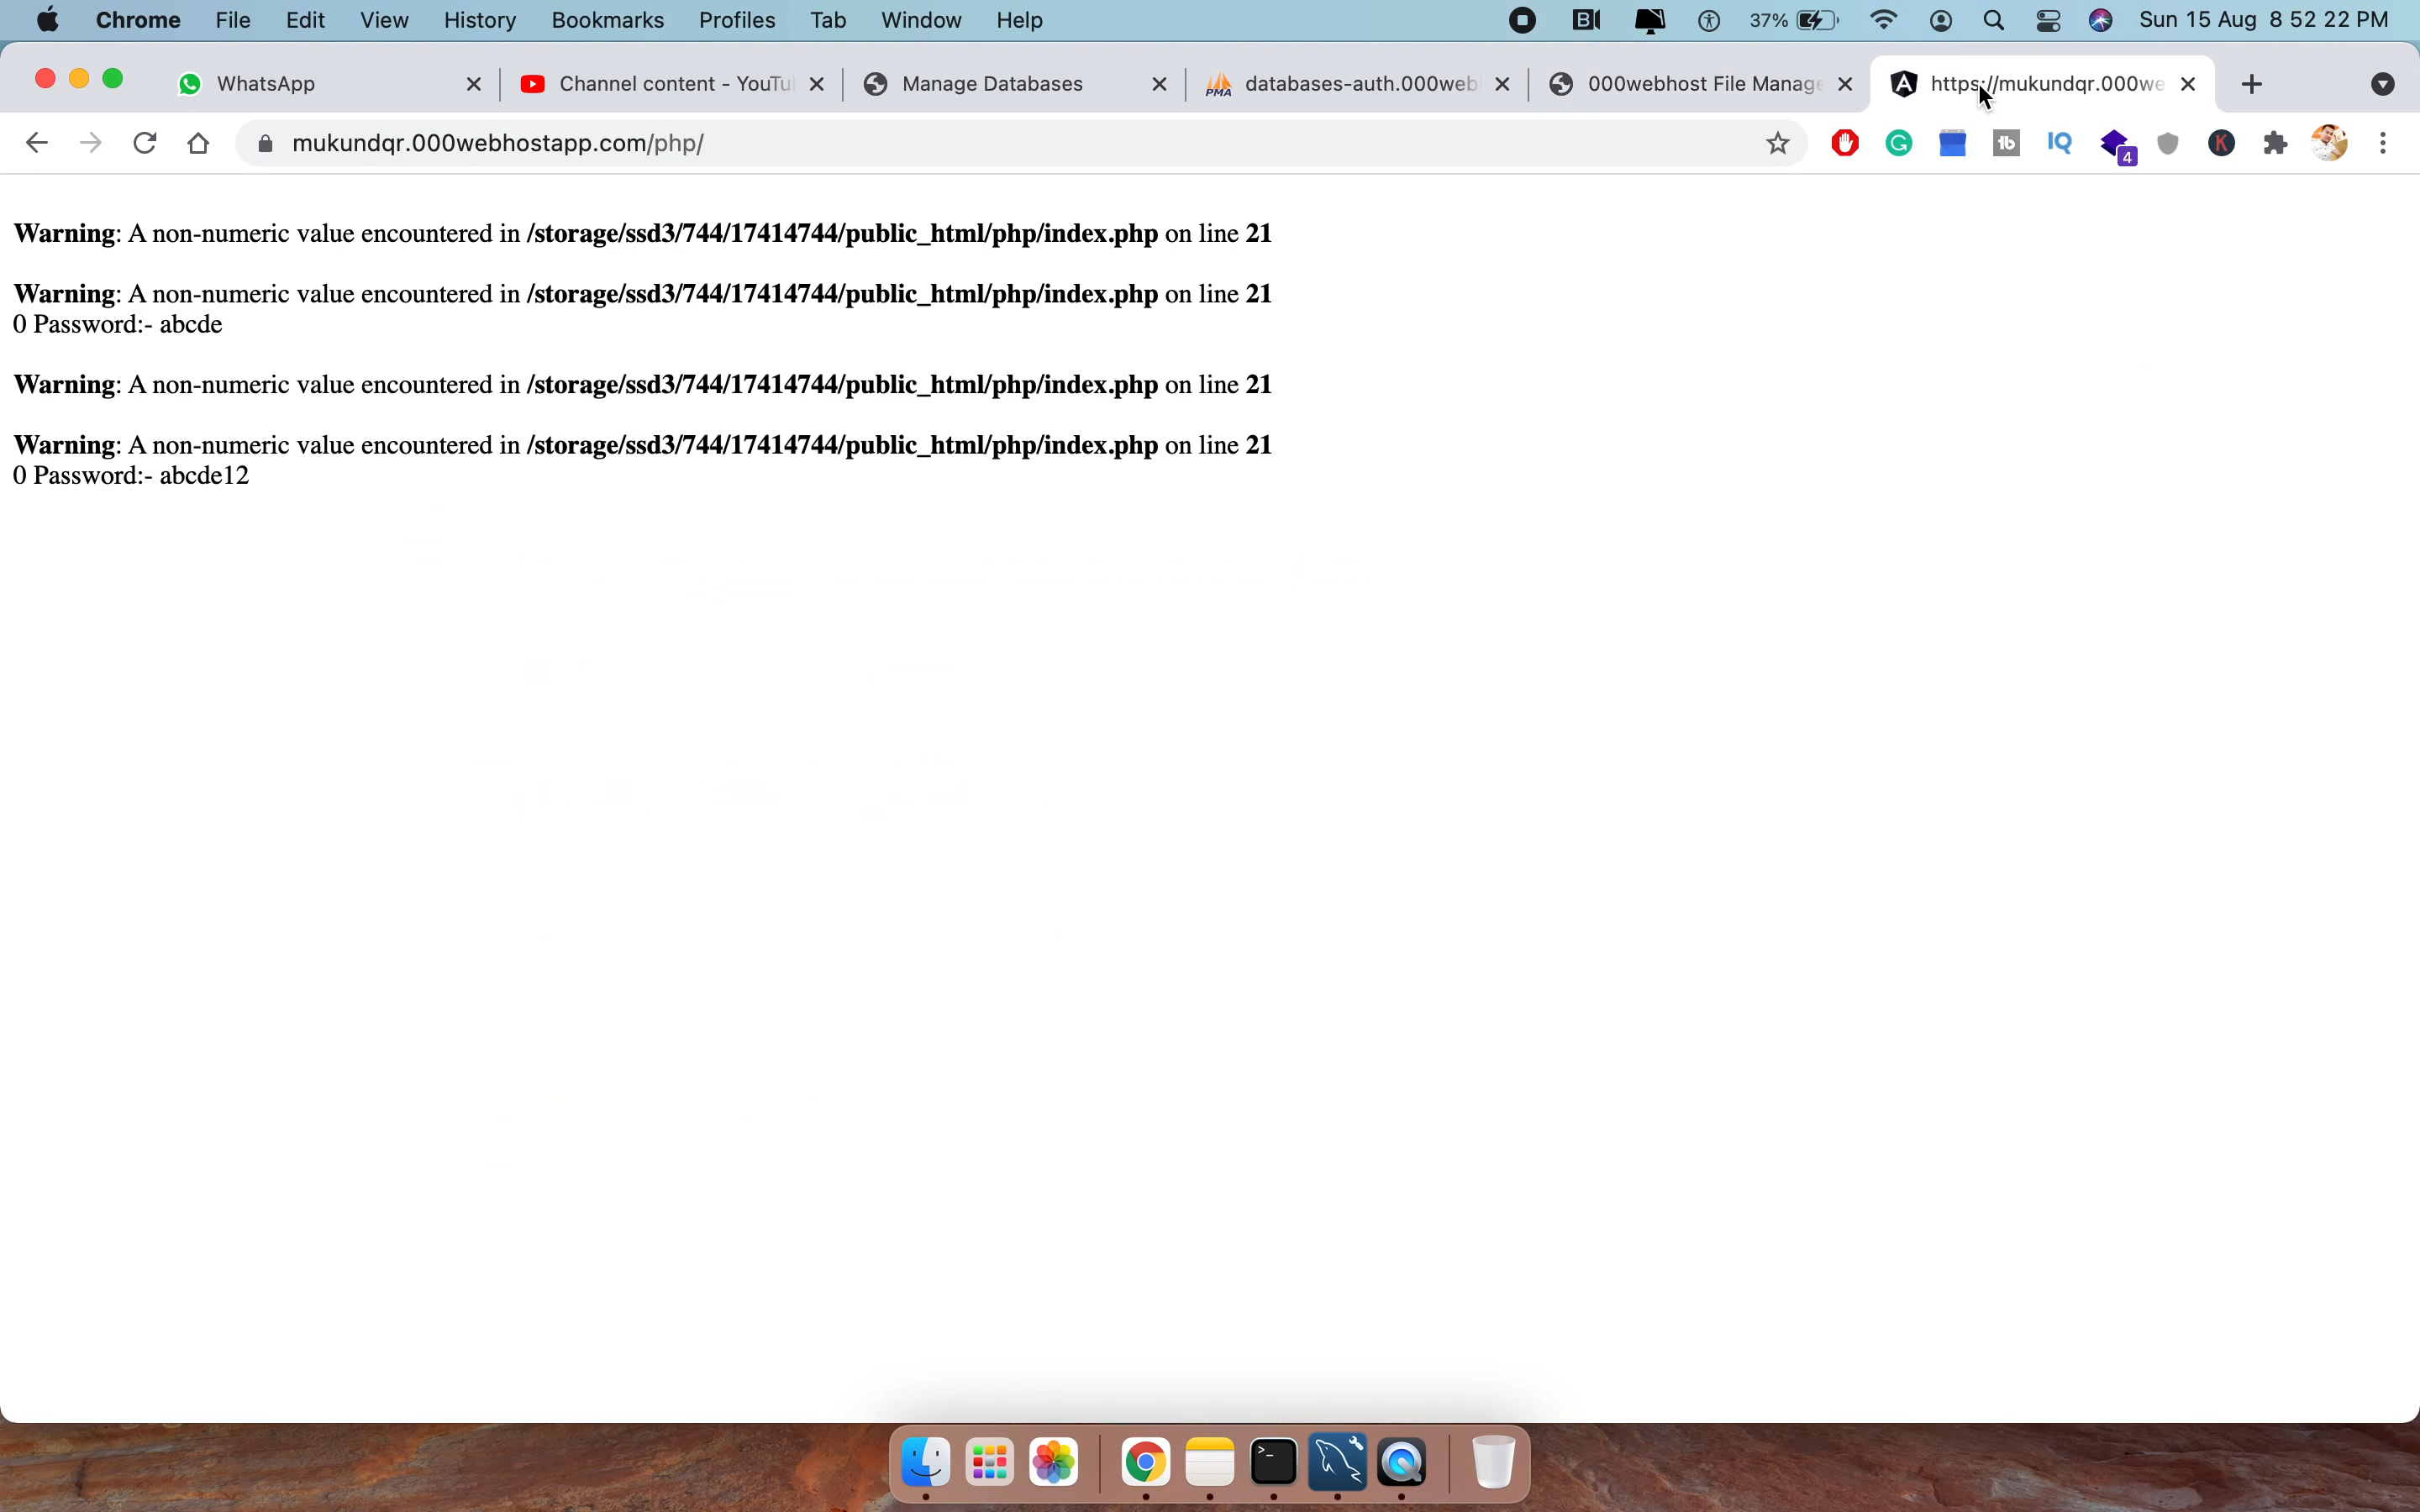 Chrome File Edit View History Bookmarks Profiles Tab Window Help 37% Sun 15 Aug 8 52 22 PM
WhatsApp Channel content - YouTu Manage Databases PMA databases-auth.000web 000webhost File Manage https://mukundqr.000we
mukundqr.000webhostapp.com/php/ G tb IQ 4 K
Warning: A non-numeric value encountered in /storage/ssd3/744/17414744/public_html/php/index.php on line 21
Warning: A non-numeric value encountered in /storage/ssd3/744/17414744/public_html/php/index.php on line 21
0 Password:- abcde
Warning: A non-numeric value encountered in /storage/ssd3/744/17414744/public_html/php/index.php on line 21
Warning: A non-numeric value encountered in /storage/ssd3/744/17414744/public_html/php/index.php on line 21
0 Password:- abcde12